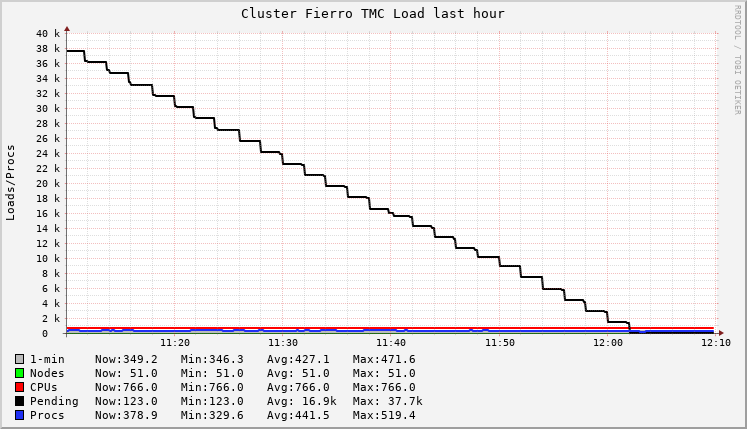 Cluster Fierro TMC Load last hour
RRDTOOL / TOBI OETIKER
Loads/Procs
40 k
38 k
36 k
34 k
32 k
30 k
28 k
26 k
24 k
22 k
20 k
18 k
16 k
14 k
12 k
10 k
8 k
6 k
4 k
2 k
0
11:20 11:30 11:40 11:50 12:00 12:10
1-min Now:349.2 Min:346.3 Avg:427.1 Max:471.6
Nodes Now: 51.0 Min: 51.0 Avg: 51.0 Max: 51.0
CPUs Now:766.0 Min:766.0 Avg:766.0 Max:766.0
Pending Now:123.0 Min:123.0 Avg: 16.9k Max: 37.7k
Procs Now:378.9 Min:329.6 Avg:441.5 Max:519.4